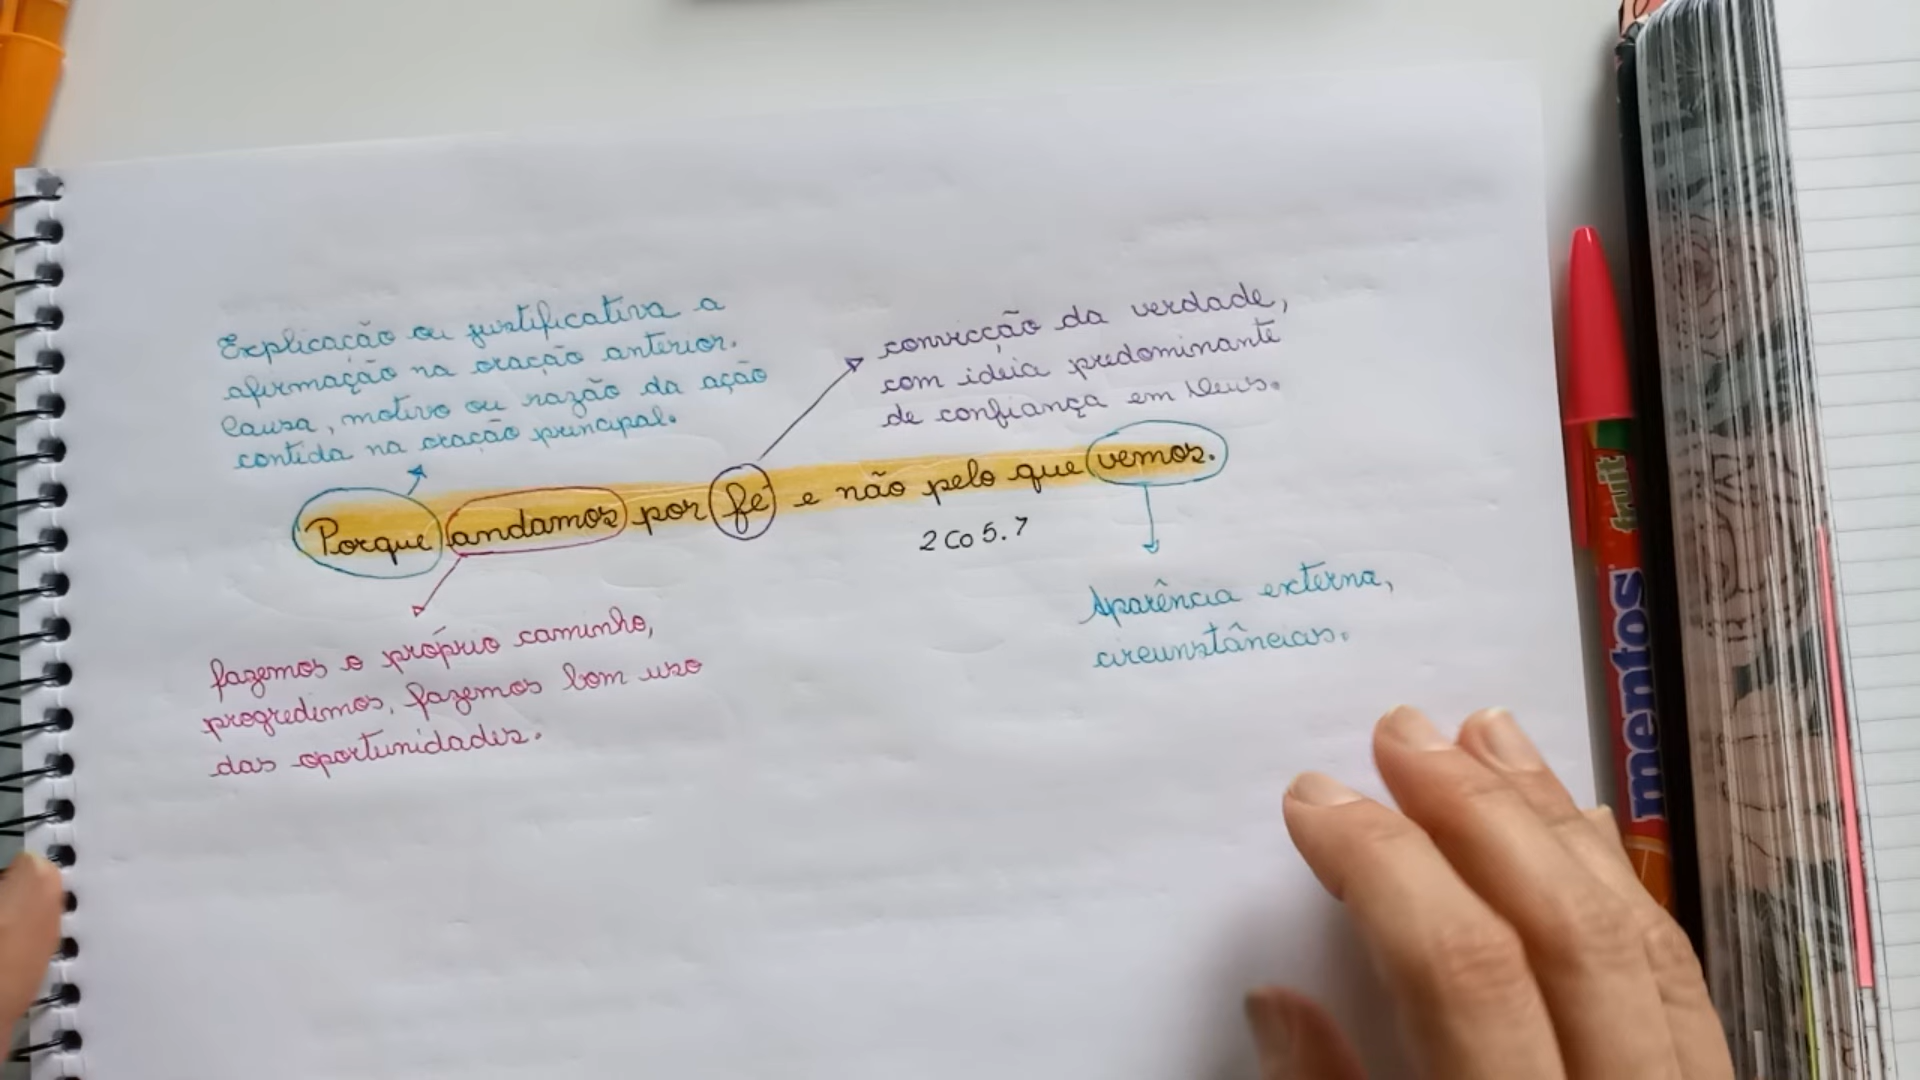 Explicação ou justificativa a
afirmação na oração anterior.
Causa, motivo ou razão da ação
contida na oração principal.
convicção da verdade,
com ideia predominante
de confiança em Deus.
Porque andamos por fé e não pelo que vemos.
2 Co 5.7
fazemos o próprio caminho,
progredimos, fazemos bom uso
das oportunidades.
Aparência externa,
circunstâncias.
mentos
fruit